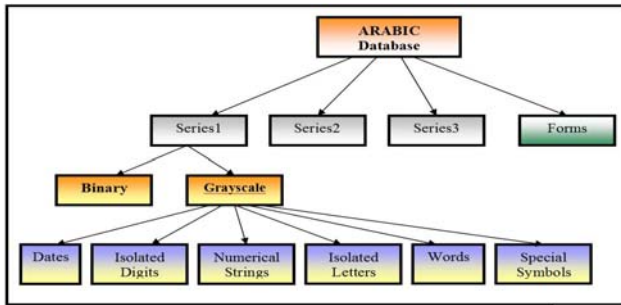 ARABIC
Database
Series1
Series2
Series3
Forms
Binary
Grayscale
Dates
Isolated
Digits
Numerical
Strings
Isolated
Letters
Words
Special
Symbols